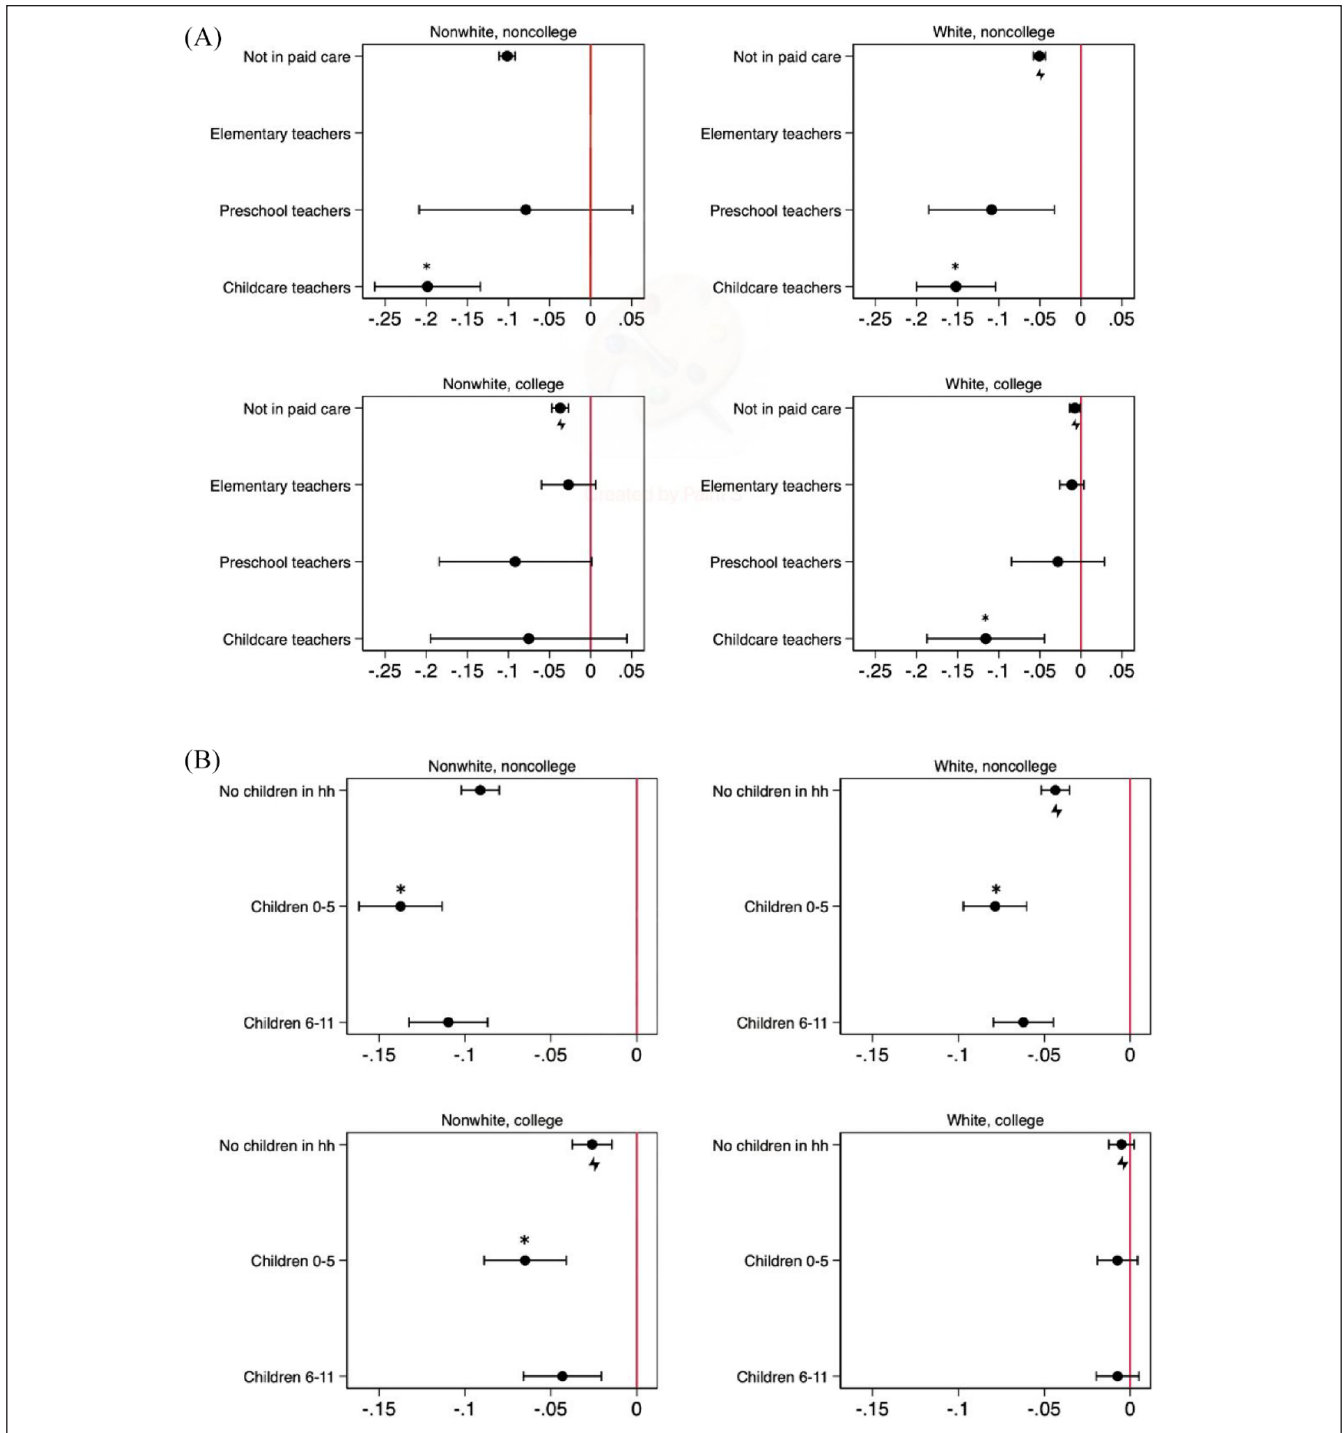 (A)
Nonwhite, noncollege
Not in paid care
Elementary teachers
Preschool teachers
*
Childcare teachers
-.25 -.2 -.15 -.1 -.05 0 .05
White, noncollege
Not in paid care
Elementary teachers
Preschool teachers
*
Childcare teachers
-.25 -.2 -.15 -.1 -.05 0 .05
Nonwhite, college
Not in paid care
Elementary teachers
Preschool teachers
Childcare teachers
-.25 -.2 -.15 -.1 -.05 0 .05
White, college
Not in paid care
Elementary teachers
Preschool teachers
*
Childcare teachers
-.25 -.2 -.15 -.1 -.05 0 .05
(B)
Nonwhite, noncollege
No children in hh
*
Children 0-5
Children 6-11
-.15 -.1 -.05 0
White, noncollege
No children in hh
*
Children 0-5
Children 6-11
-.15 -.1 -.05 0
Nonwhite, college
No children in hh
*
Children 0-5
Children 6-11
-.15 -.1 -.05 0
White, college
No children in hh
Children 0-5
Children 6-11
-.15 -.1 -.05 0